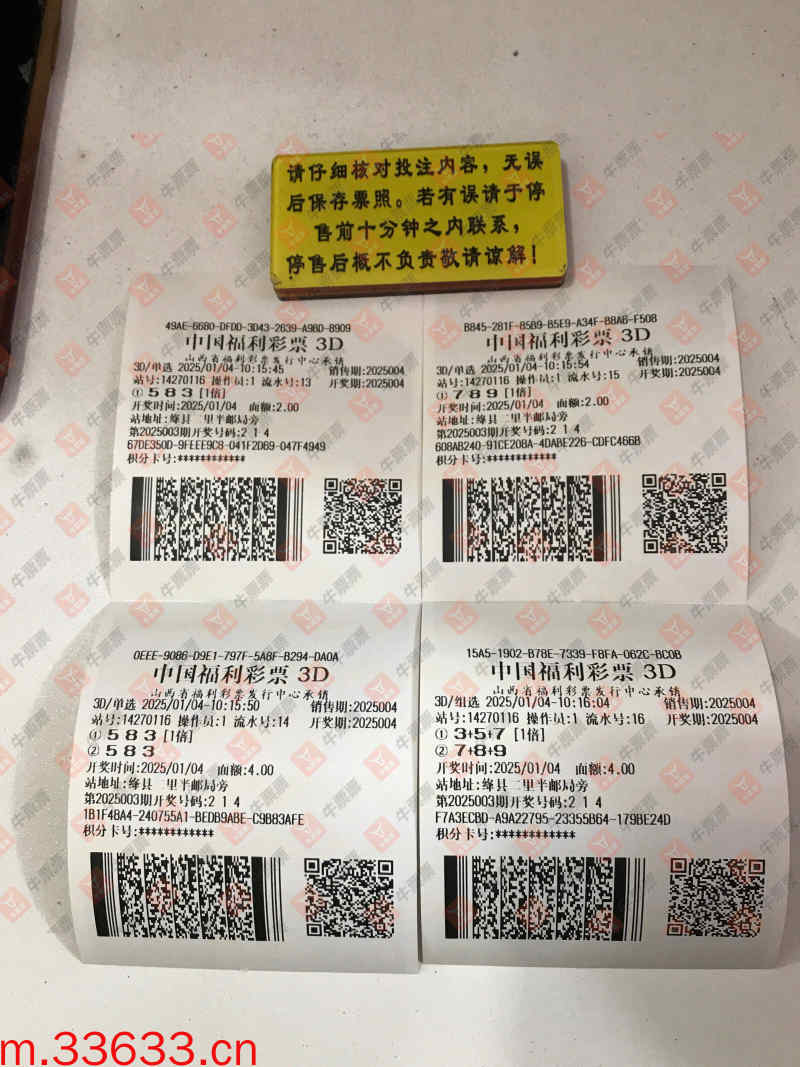 请仔细核对投注内容，无误
后保存票照。若有误请于停
售前十分钟之内联系，
停售后概不负责敬请谅解！
49AE-6680-DFDD-3D43-2639-A9BD-8909
中国福利彩票 3D
山西省福利彩票发行中心承销
3D/单选 2025/01/04-10:15:45 销售期:2025004
站号:14270116 操作员:1 流水号:13 开奖期:2025004
① 5 8 3 [1倍]
开奖时间:2025/01/04 面额:2.00
站地址:绛县 二里半邮局旁
第2025003期开奖号码:2 1 4
67DE350D-9FEEE9C8-041F2D69-047F4949
积分卡号:************
B845-281F-85B9-B5E9-A34F-B8A6-F508
中国福利彩票 3D
山西省福利彩票发行中心承销
3D/单选 2025/01/04-10:15:54 销售期:2025004
站号:14270116 操作员:1 流水号:15 开奖期:2025004
① 7 8 9 [1倍]
开奖时间:2025/01/04 面额:2.00
站地址:绛县 二里半邮局旁
第2025003期开奖号码:2 1 4
608AB240-91CE208A-4DABE226-CDFC466B
积分卡号:************
0EEE-9086-D9E1-797F-5A8F-B294-DA0A
中国福利彩票 3D
山西省福利彩票发行中心承销
3D/单选 2025/01/04-10:15:50 销售期:2025004
站号:14270116 操作员:1 流水号:14 开奖期:2025004
① 5 8 3 [1倍]
② 5 8 3
开奖时间:2025/01/04 面额:4.00
站地址:绛县 二里半邮局旁
第2025003期开奖号码:2 1 4
1B1F48A4-240755A1-BEDB9ABE-C9B83AFE
积分卡号:************
15A5-1902-B78E-7339-F8FA-062C-BC0B
中国福利彩票 3D
山西省福利彩票发行中心承销
3D/组选 2025/01/04-10:16:04 销售期:2025004
站号:14270116 操作员:1 流水号:16 开奖期:2025004
① 3+5+7 [1倍]
② 7+8+9
开奖时间:2025/01/04 面额:4.00
站地址:绛县 二里半邮局旁
第2025003期开奖号码:2 1 4
F7A3ECBD-A9A22795-23355B64-179BE24D
积分卡号:************
牛票票
m.33633.cn